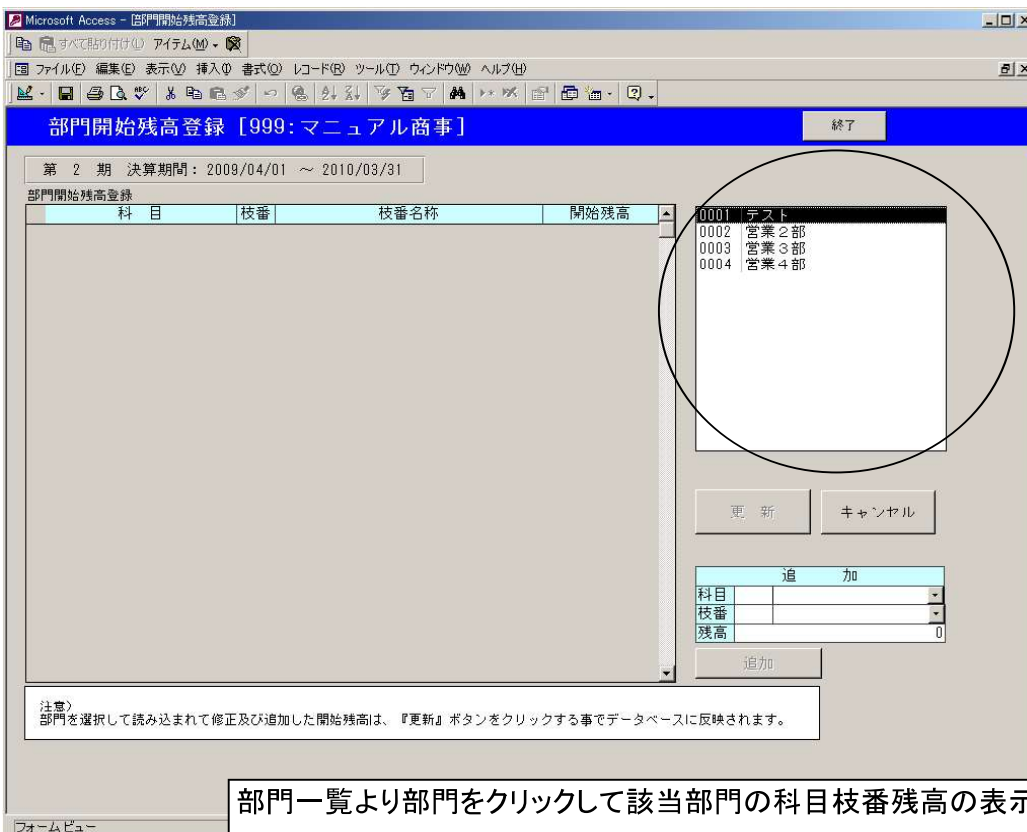 Microsoft Access - [部門開始残高登録]
すべて貼り付け(L) アイテム(M)
ファイル(F) 編集(E) 表示(V) 挿入(I) 書式(O) レコード(R) ツール(T) ウィンドウ(W) ヘルプ(H)
部門開始残高登録 [999:マニュアル商事]
終了
第 2 期 決算期間: 2009/04/01 ～ 2010/03/31
部門開始残高登録
科 目 枝番 枝番名称 開始残高
0001 テスト
0002 営業２部
0003 営業３部
0004 営業４部
更 新 キャンセル
追 加
科目
枝番
残高 0
追加
注意)
部門を選択して読み込まれて修正及び追加した開始残高は、『更新』ボタンをクリックする事でデータベースに反映されます。
部門一覧より部門をクリックして該当部門の科目枝番残高の表示
フォーム ビュー